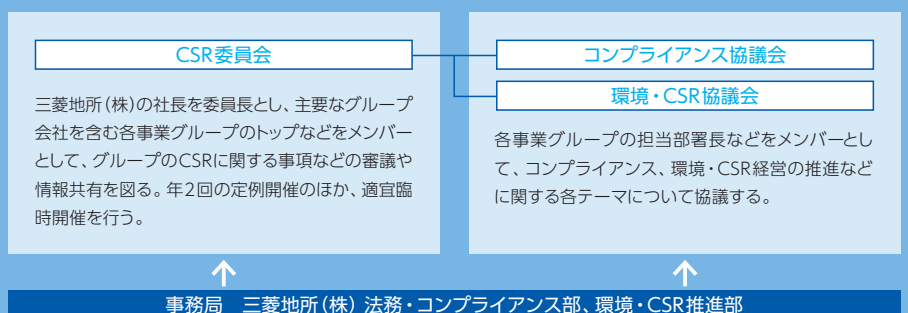 CSR委員会
三菱地所(株)の社長を委員長とし、主要なグループ
会社を含む各事業グループのトップなどをメンバー
として、グループのCSRに関する事項などの審議や
情報共有を図る。年2回の定例開催のほか、適宜臨
時開催を行う。
コンプライアンス協議会
環境・CSR協議会
各事業グループの担当部署長などをメンバーとし
て、コンプライアンス、環境・CSR経営の推進など
に関する各テーマについて協議する。
事務局　三菱地所(株) 法務・コンプライアンス部、環境・CSR推進部